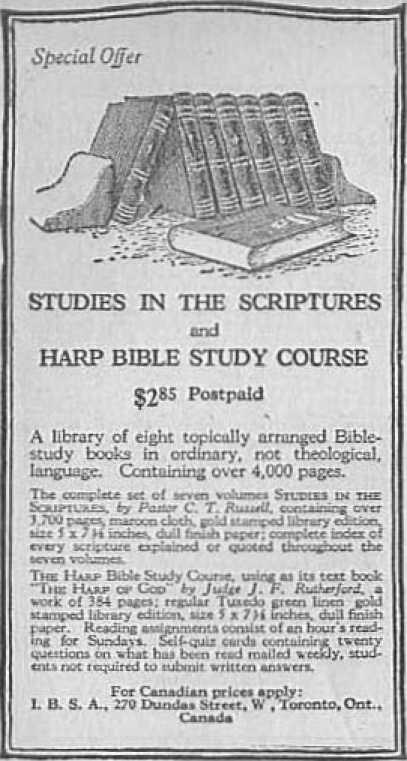 Special Offer
STUDIES IN THE SCRIPTURES
and
HARP BIBLE STUDY COURSE
$2.85 Postpaid
A library of eight topically arranged Bible-
study books in ordinary, not theological,
language. Containing over 4,000 pages.
The complete set of seven volumes STUDIES IN THE
SCRIPTURES, by Pastor C. T. Russell, containing over
3,700 pages, maroon cloth, gold stamped library edition,
size 5 x 7¾ inches, dull finish paper; complete index of
every scripture explained or quoted throughout the
seven volumes.
THE HARP Bible Study Course, using as its text book
"THE HARP OF GOD" by Judge J. F. Rutherford, a
work of 384 pages; regular Tuxedo green linen gold
stamped library edition, size 5 x 7¾ inches, dull finish
paper. Reading assignments consist of an hour's read-
ing for Sundays. Self-quiz cards containing twenty
questions on what has been read mailed weekly, stud-
ents not required to submit written answers.
For Canadian prices apply:
I. B. S. A., 270 Dundas Street, W., Toronto, Ont.,
Canada